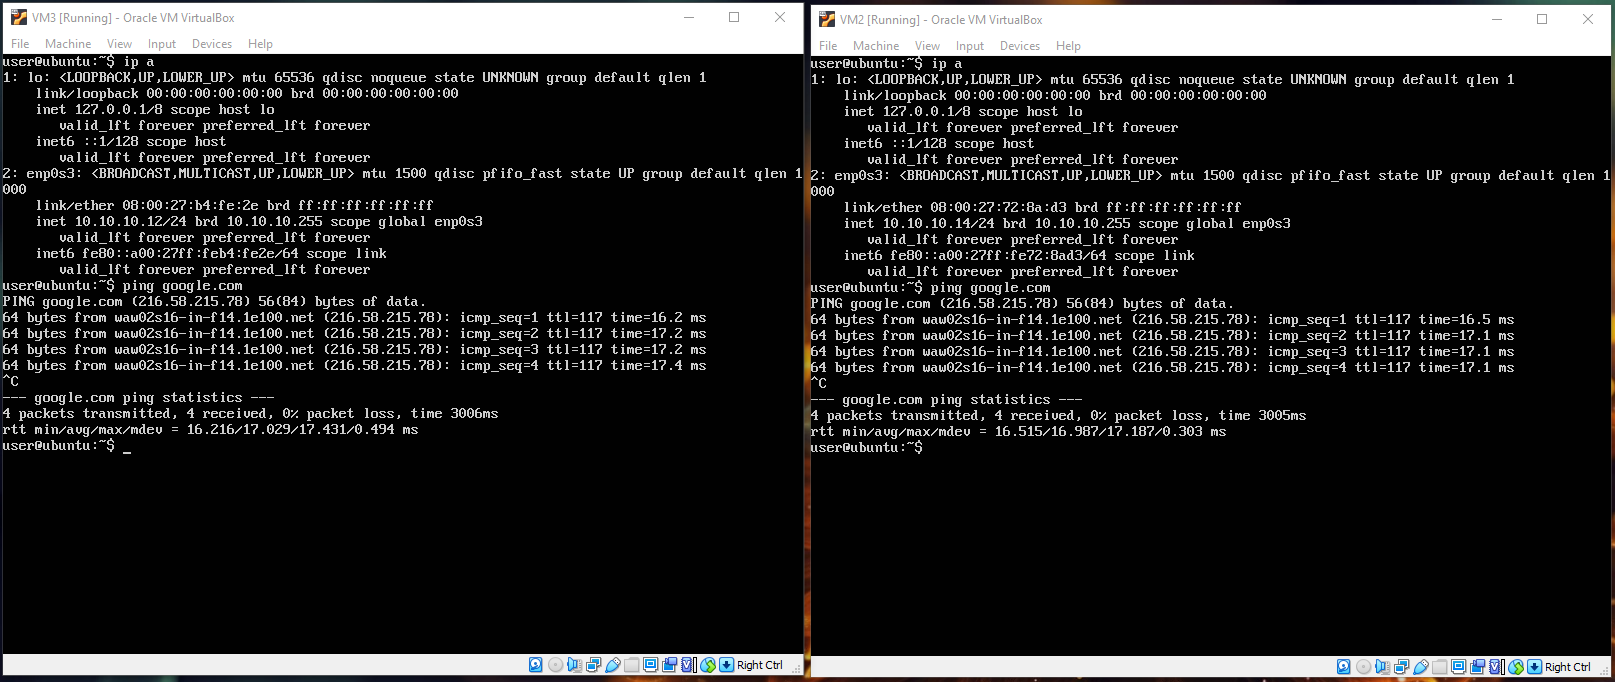 VM3 [Running] - Oracle VM VirtualBox
File Machine View Input Devices Help
user@ubuntu:~$ ip a
1: lo: <LOOPBACK,UP,LOWER_UP> mtu 65536 qdisc noqueue state UNKNOWN group default qlen 1
    link/loopback 00:00:00:00:00:00 brd 00:00:00:00:00:00
    inet 127.0.0.1/8 scope host lo
       valid_lft forever preferred_lft forever
    inet6 ::1/128 scope host
       valid_lft forever preferred_lft forever
2: enp0s3: <BROADCAST,MULTICAST,UP,LOWER_UP> mtu 1500 qdisc pfifo_fast state UP group default qlen 1
000
    link/ether 08:00:27:b4:fe:2e brd ff:ff:ff:ff:ff:ff
    inet 10.10.10.12/24 brd 10.10.10.255 scope global enp0s3
       valid_lft forever preferred_lft forever
    inet6 fe80::a00:27ff:feb4:fe2e/64 scope link
       valid_lft forever preferred_lft forever
user@ubuntu:~$ ping google.com
PING google.com (216.58.215.78) 56(84) bytes of data.
64 bytes from waw02s16-in-f14.1e100.net (216.58.215.78): icmp_seq=1 ttl=117 time=16.2 ms
64 bytes from waw02s16-in-f14.1e100.net (216.58.215.78): icmp_seq=2 ttl=117 time=17.2 ms
64 bytes from waw02s16-in-f14.1e100.net (216.58.215.78): icmp_seq=3 ttl=117 time=17.2 ms
64 bytes from waw02s16-in-f14.1e100.net (216.58.215.78): icmp_seq=4 ttl=117 time=17.4 ms
^C
--- google.com ping statistics ---
4 packets transmitted, 4 received, 0% packet loss, time 3006ms
rtt min/avg/max/mdev = 16.216/17.029/17.431/0.494 ms
user@ubuntu:~$ _
Right Ctrl
VM2 [Running] - Oracle VM VirtualBox
File Machine View Input Devices Help
user@ubuntu:~$ ip a
1: lo: <LOOPBACK,UP,LOWER_UP> mtu 65536 qdisc noqueue state UNKNOWN group default qlen 1
    link/loopback 00:00:00:00:00:00 brd 00:00:00:00:00:00
    inet 127.0.0.1/8 scope host lo
       valid_lft forever preferred_lft forever
    inet6 ::1/128 scope host
       valid_lft forever preferred_lft forever
2: enp0s3: <BROADCAST,MULTICAST,UP,LOWER_UP> mtu 1500 qdisc pfifo_fast state UP group default qlen 1
000
    link/ether 08:00:27:72:8a:d3 brd ff:ff:ff:ff:ff:ff
    inet 10.10.10.14/24 brd 10.10.10.255 scope global enp0s3
       valid_lft forever preferred_lft forever
    inet6 fe80::a00:27ff:fe72:8ad3/64 scope link
       valid_lft forever preferred_lft forever
user@ubuntu:~$ ping google.com
PING google.com (216.58.215.78) 56(84) bytes of data.
64 bytes from waw02s16-in-f14.1e100.net (216.58.215.78): icmp_seq=1 ttl=117 time=16.5 ms
64 bytes from waw02s16-in-f14.1e100.net (216.58.215.78): icmp_seq=2 ttl=117 time=17.1 ms
64 bytes from waw02s16-in-f14.1e100.net (216.58.215.78): icmp_seq=3 ttl=117 time=17.1 ms
64 bytes from waw02s16-in-f14.1e100.net (216.58.215.78): icmp_seq=4 ttl=117 time=17.1 ms
^C
--- google.com ping statistics ---
4 packets transmitted, 4 received, 0% packet loss, time 3005ms
rtt min/avg/max/mdev = 16.515/16.987/17.187/0.303 ms
user@ubuntu:~$
Right Ctrl